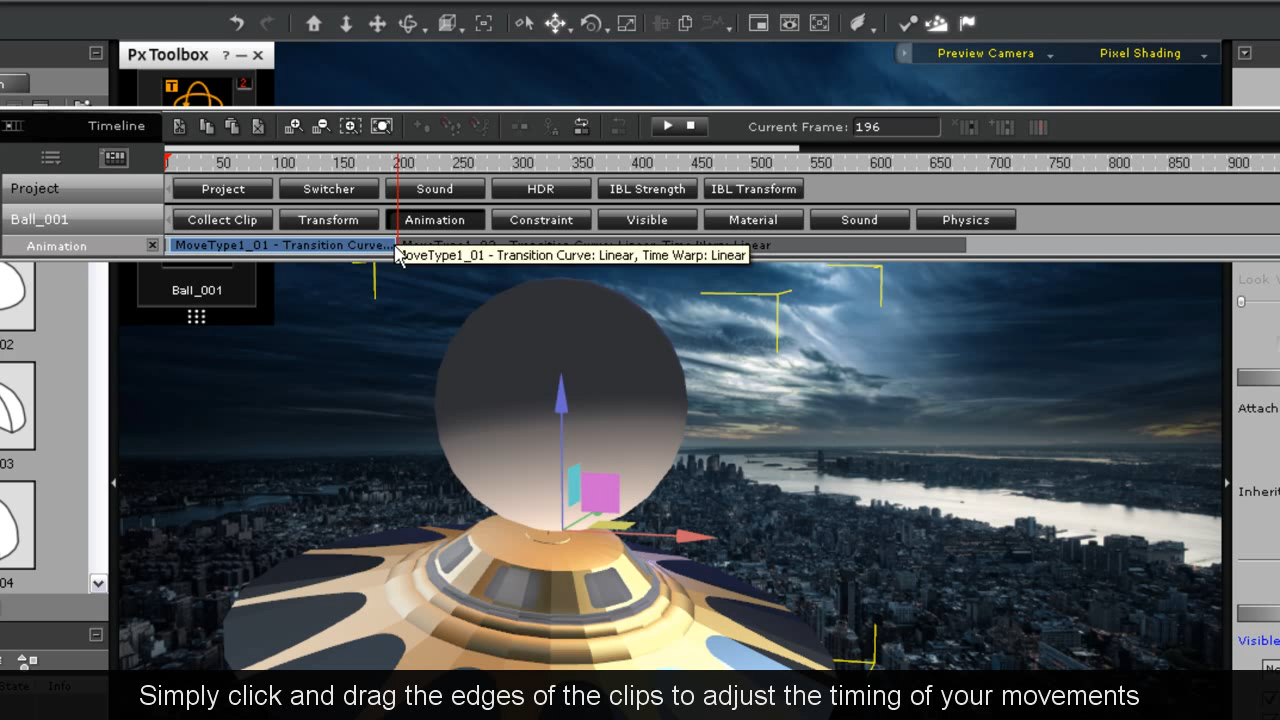 Px Toolbox ? — ×
Preview Camera
Pixel Shading
T
2
Timeline
Current Frame: 196
50 100 150 200 250 300 350 400 450 500 550 600 650 700 750 800 850 900
Project
Project Switcher Sound HDR IBL Strength IBL Transform
Ball_001
Collect Clip Transform Animation Constraint Visible Material Sound Physics
Animation
MoveType1_01 - Transition Curve...
MoveType1_01 - Transition Curve: Linear, Time Warp: Linear
Ball_001
02
03
04
State Info
Look
Attach
Inherit
Visible
Simply click and drag the edges of the clips to adjust the timing of your movements